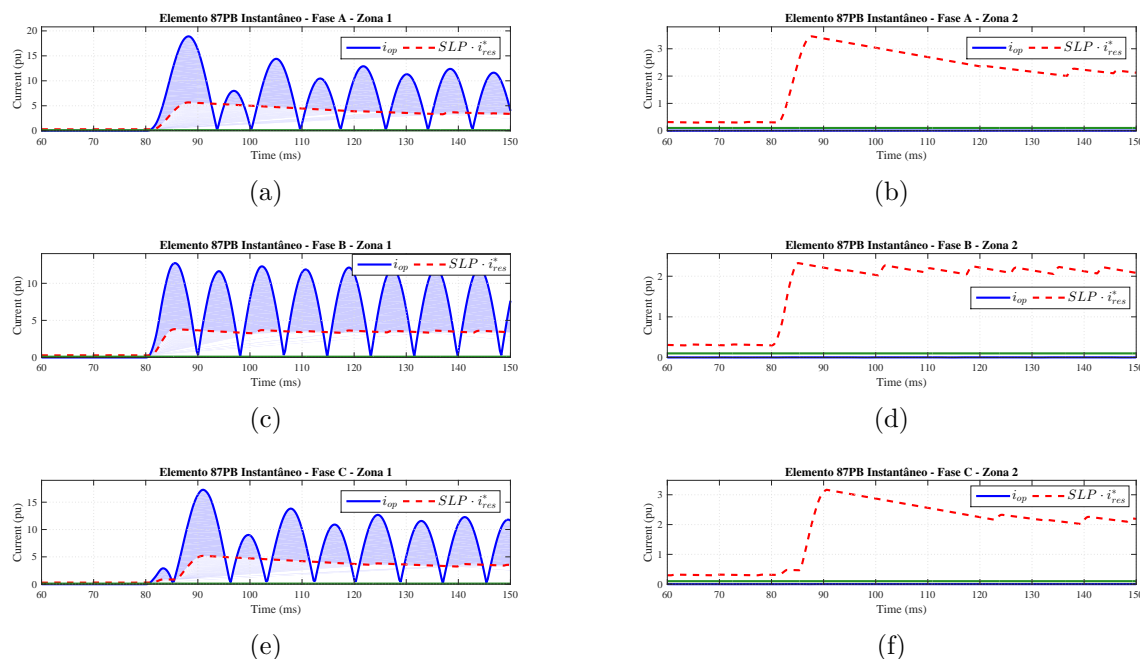 Elemento 87PB Instantâneo - Fase A - Zona 1
Current (pu)
20
15
10
5
0
i_op SLP · i*_res
60 70 80 90 100 110 120 130 140 150
Time (ms)
(a)
Elemento 87PB Instantâneo - Fase A - Zona 2
Current (pu)
3
2
1
0
i_op SLP · i*_res
60 70 80 90 100 110 120 130 140 150
Time (ms)
(b)
Elemento 87PB Instantâneo - Fase B - Zona 1
Current (pu)
10
5
0
i_op SLP · i*_res
60 70 80 90 100 110 120 130 140 150
Time (ms)
(c)
Elemento 87PB Instantâneo - Fase B - Zona 2
Current (pu)
2
1
0
i_op SLP · i*_res
60 70 80 90 100 110 120 130 140 150
Time (ms)
(d)
Elemento 87PB Instantâneo - Fase C - Zona 1
Current (pu)
15
10
5
0
i_op SLP · i*_res
60 70 80 90 100 110 120 130 140 150
Time (ms)
(e)
Elemento 87PB Instantâneo - Fase C - Zona 2
Current (pu)
3
2
1
0
i_op SLP · i*_res
60 70 80 90 100 110 120 130 140 150
Time (ms)
(f)